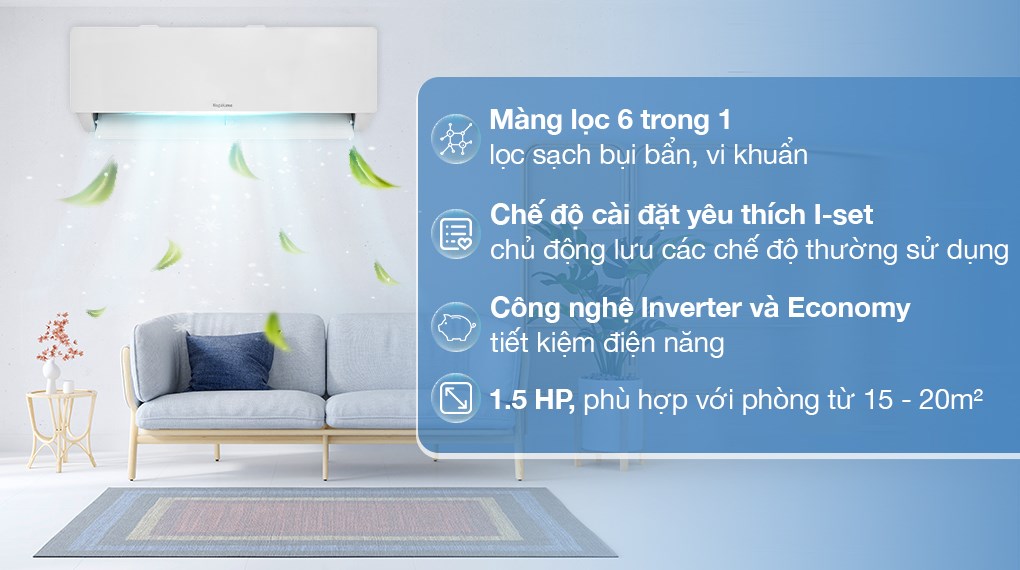 Màng lọc 6 trong 1
lọc sạch bụi bẩn, vi khuẩn
Chế độ cài đặt yêu thích I-set
chủ động lưu các chế độ thường sử dụng
Công nghệ Inverter và Economy
tiết kiệm điện năng
1.5 HP, phù hợp với phòng từ 15 - 20m²